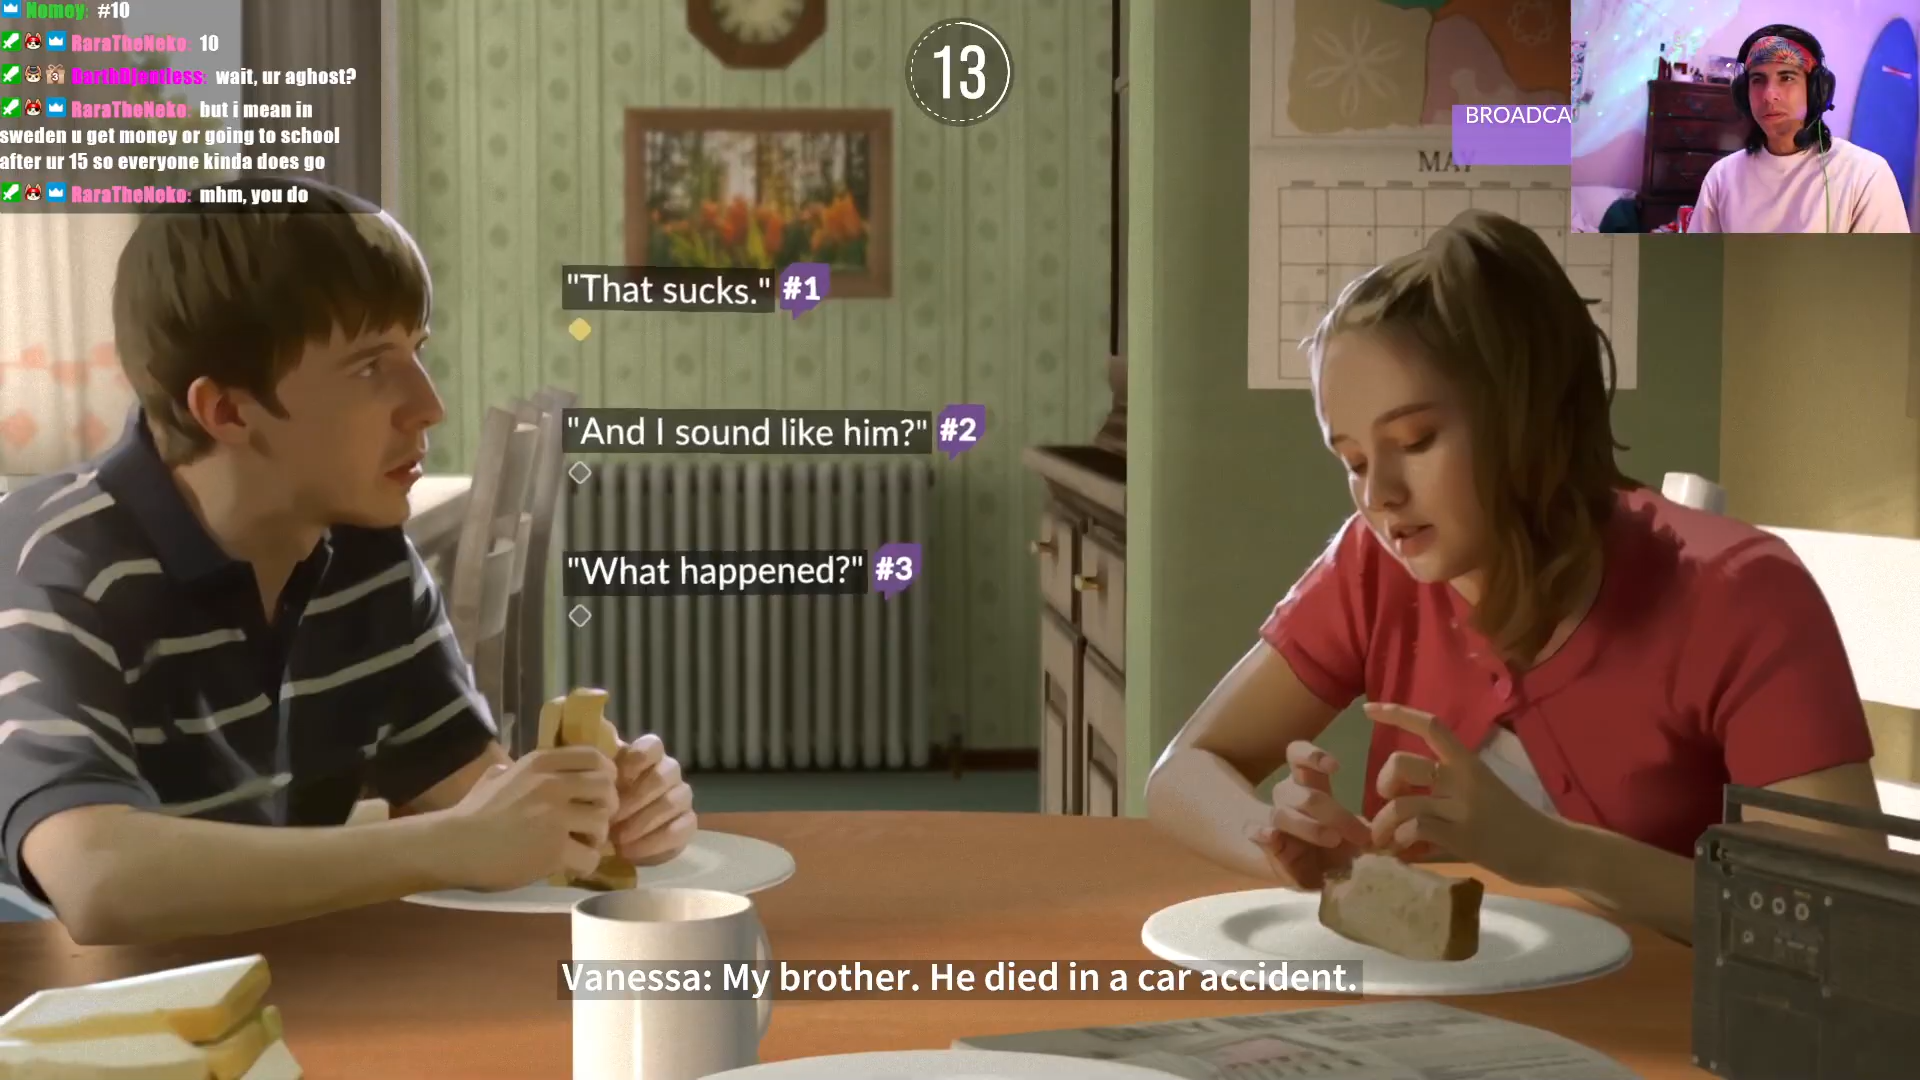 Nomey: #10
RaraTheNeko: 10
wait, ur aghost?
RaraTheNeko: but i mean in
sweden u get money or going to school
after ur 15 so everyone kinda does go
RaraTheNeko: mhm, you do
13
BROADCA
MAY
"That sucks." #1
"And I sound like him?" #2
"What happened?" #3
Vanessa: My brother. He died in a car accident.